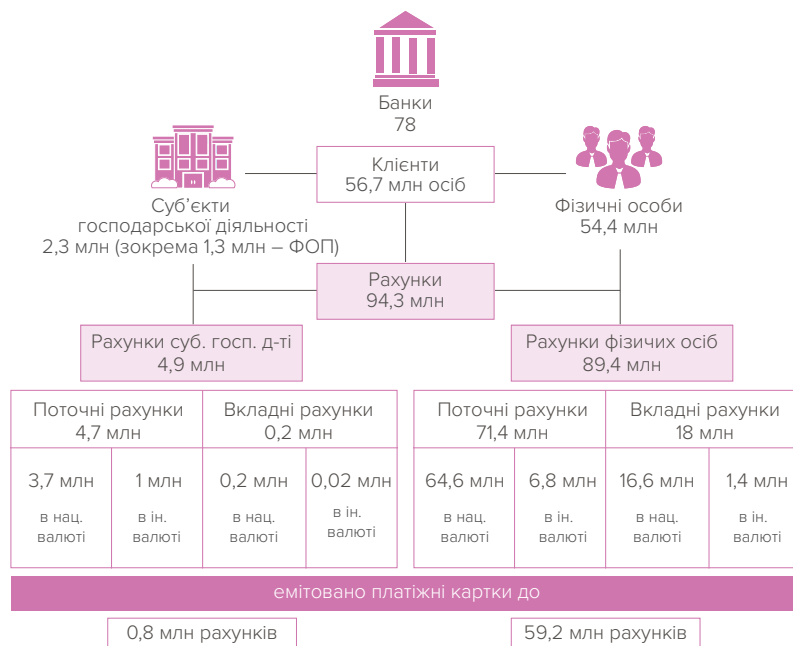 Банки
78
Клієнти
56,7 млн осіб
Суб’єкти
господарської діяльності
2,3 млн (зокрема 1,3 млн – ФОП)
Фізичні особи
54,4 млн
Рахунки
94,3 млн
Рахунки суб. госп. д-ті
4,9 млн
Рахунки фізичих осіб
89,4 млн
Поточні рахунки
4,7 млн
Вкладні рахунки
0,2 млн
Поточні рахунки
71,4 млн
Вкладні рахунки
18 млн
3,7 млн
в нац.
валюті
1 млн
в ін.
валюті
0,2 млн
в нац.
валюті
0,02 млн
в ін.
валюті
64,6 млн
в нац.
валюті
6,8 млн
в ін.
валюті
16,6 млн
в нац.
валюті
1,4 млн
в ін.
валюті
емітовано платіжні картки до
0,8 млн рахунків
59,2 млн рахунків